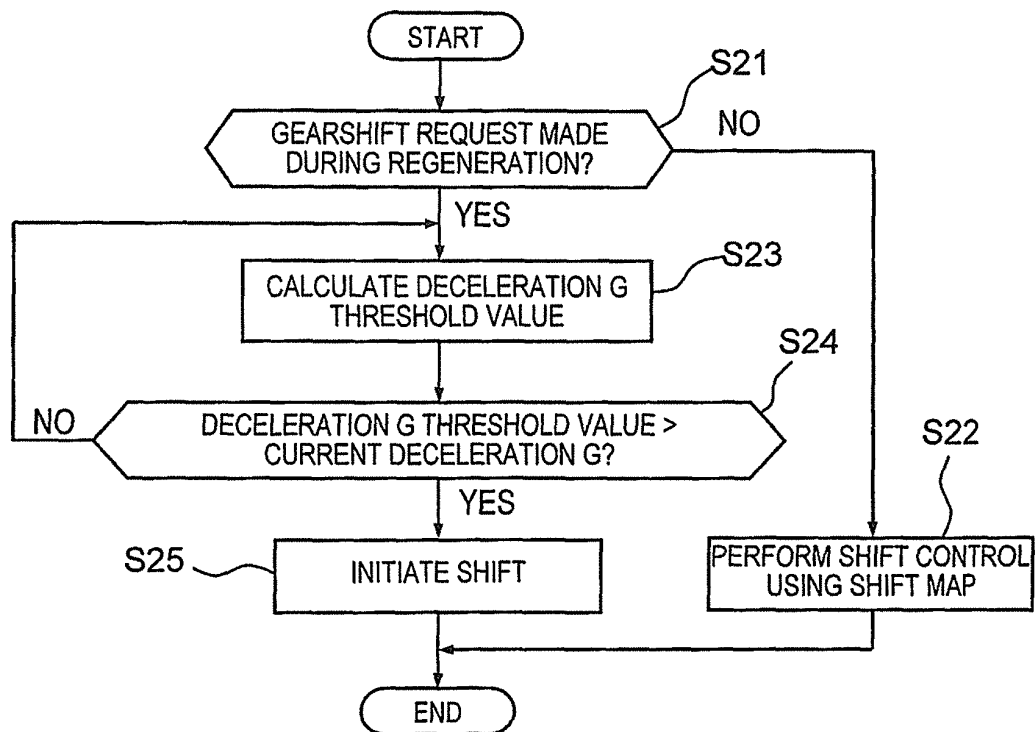 START
S21
GEARSHIFT REQUEST MADE
DURING REGENERATION?
NO
YES
S23
CALCULATE DECELERATION G
THRESHOLD VALUE
S24
NO
DECELERATION G THRESHOLD VALUE >
CURRENT DECELERATION G?
S22
YES
S25
INITIATE SHIFT
PERFORM SHIFT CONTROL
USING SHIFT MAP
END